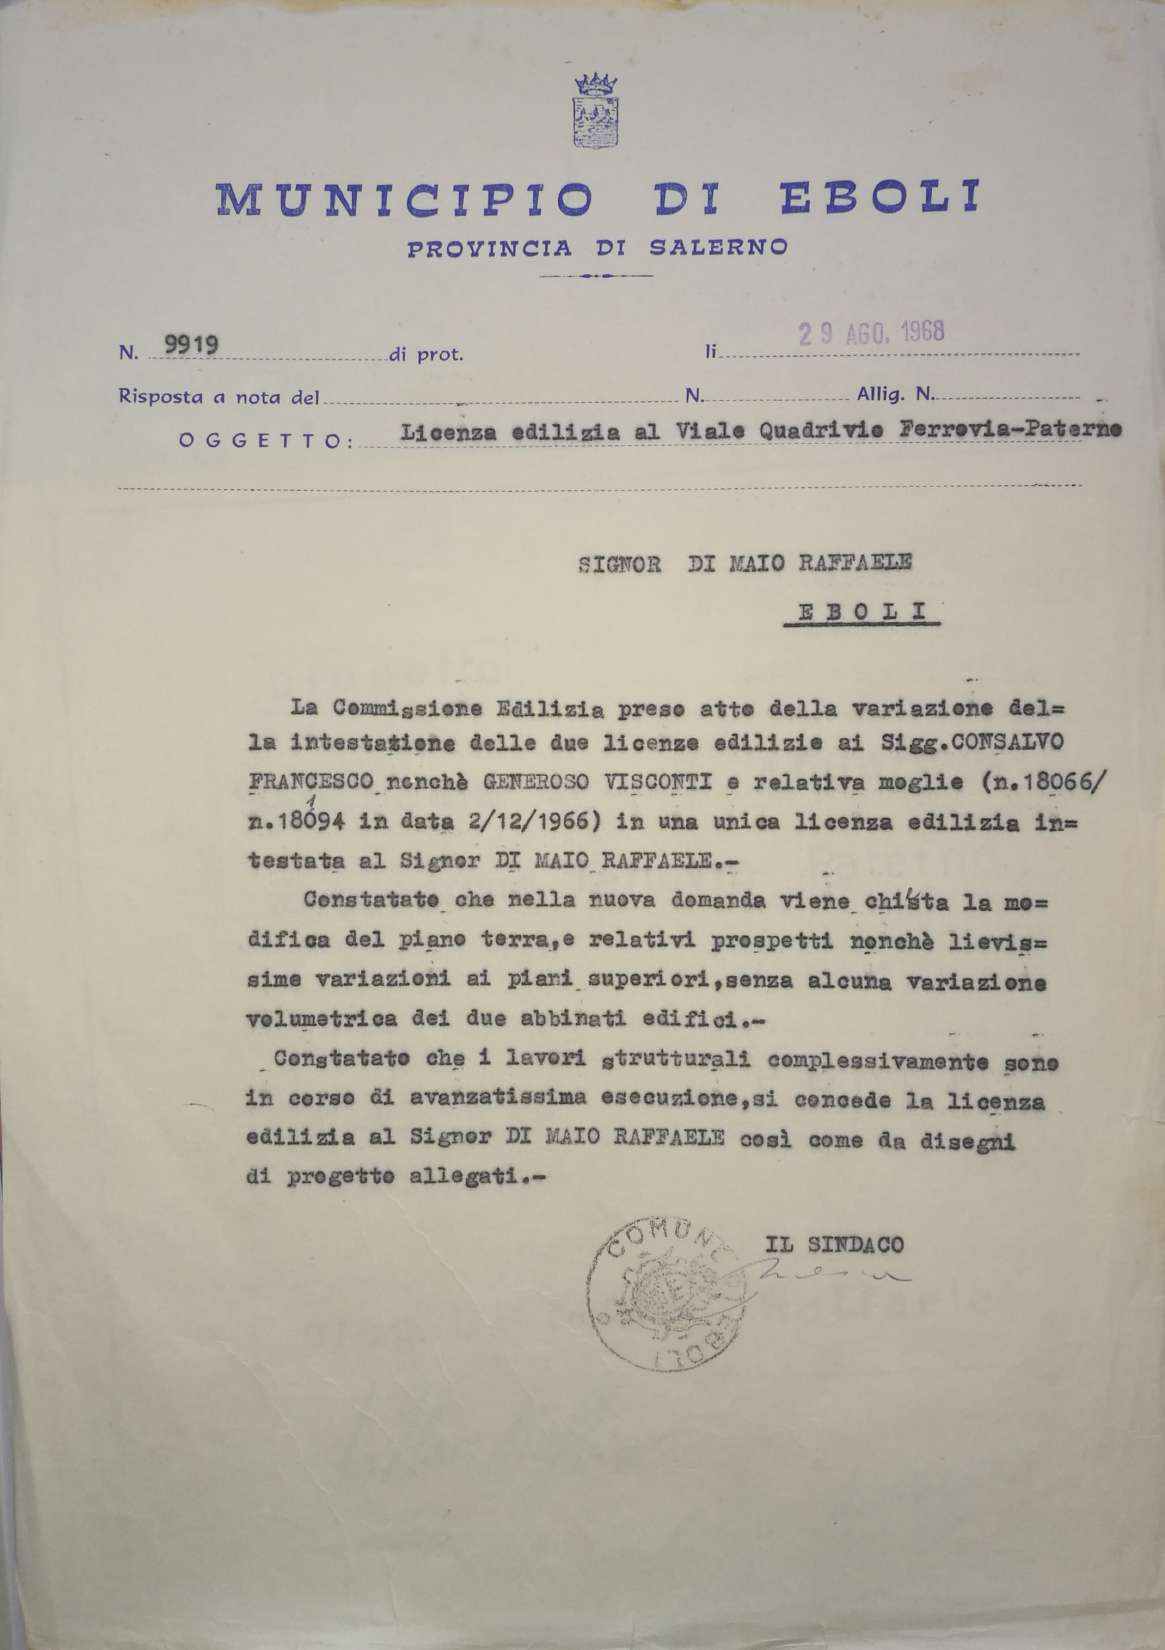 MUNICIPIO DI EBOLI
PROVINCIA DI SALERNO
N. 9919 di prot.
li 29 AGO. 1968
Risposta a nota del N. Allig. N.
OGGETTO: Licenza edilizia al Viale Quadrivio Ferrovia-Paterno
SIGNOR DI MAIO RAFFAELE
EBOLI
La Commissione Edilizia preso atto della variazione del=
la intestazione delle due licenze edilizie ai Sigg.CONSALVO
FRANCESCO nonchè GENEROSO VISCONTI e relativa moglie (n.18066/
n.18094 in data 2/12/1966) in una unica licenza edilizia in=
testata al Signor DI MAIO RAFFAELE.-
Constatato che nella nuova domanda viene chista la mo=
difica del piano terra,e relativi prospetti nonchè lievis=
sime variazioni ai piani superiori,senza alcuna variazione
volumetrica dei due abbinati edifici.-
Constatato che i lavori strutturali complessivamente sono
in corso di avanzatissima esecuzione,si concede la licenza
edilizia al Signor DI MAIO RAFFAELE così come da disegni
di progetto allegati.-
IL SINDACO
COMUNE EBOLI